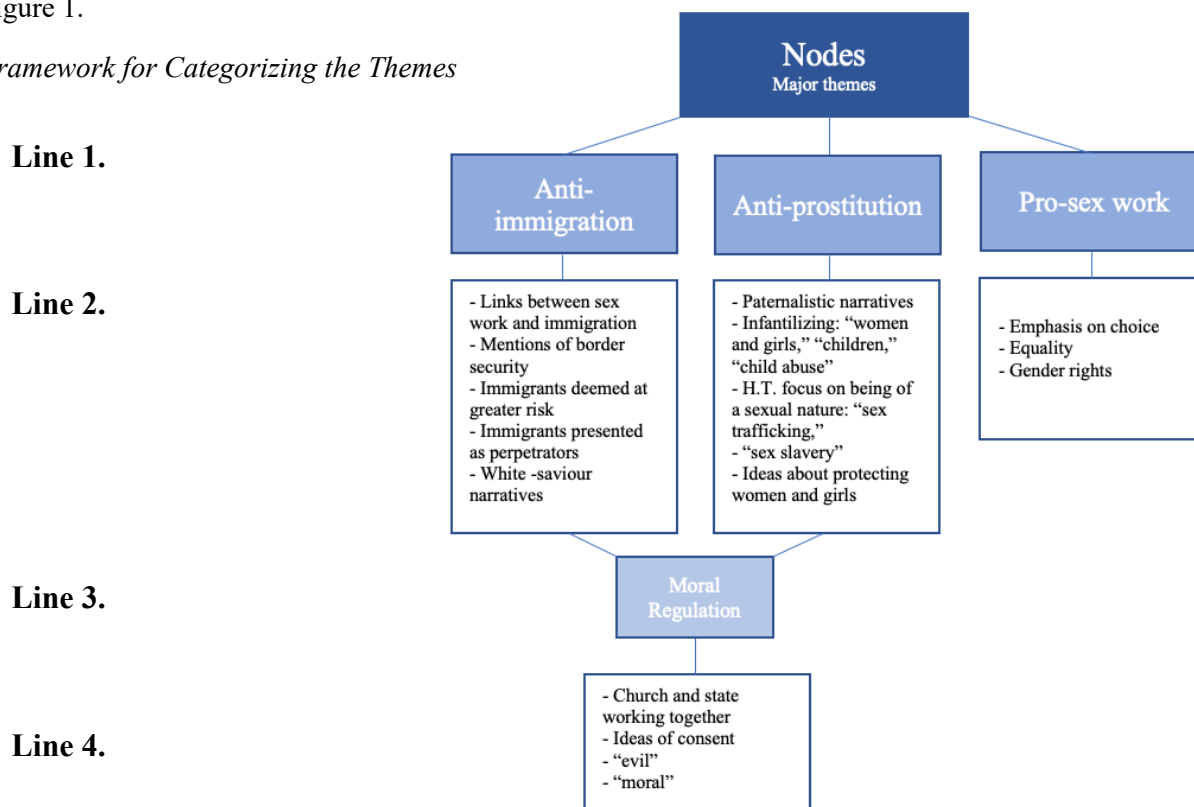 igure 1.
ramework for Categorizing the Themes
Nodes
Major themes
Line 1.
Anti-
immigration
Anti-prostitution
Pro-sex work
Line 2.
- Links between sex
work and immigration
- Mentions of border
security
- Immigrants deemed at
greater risk
- Immigrants presented
as perpetrators
- White -saviour
narratives
- Paternalistic narratives
- Infantilizing: “women
and girls,” “children,”
“child abuse”
- H.T. focus on being of
a sexual nature: “sex
trafficking,”
- “sex slavery”
- Ideas about protecting
women and girls
- Emphasis on choice
- Equality
- Gender rights
Line 3.
Moral
Regulation
Line 4.
- Church and state
working together
- Ideas of consent
- “evil”
- “moral”